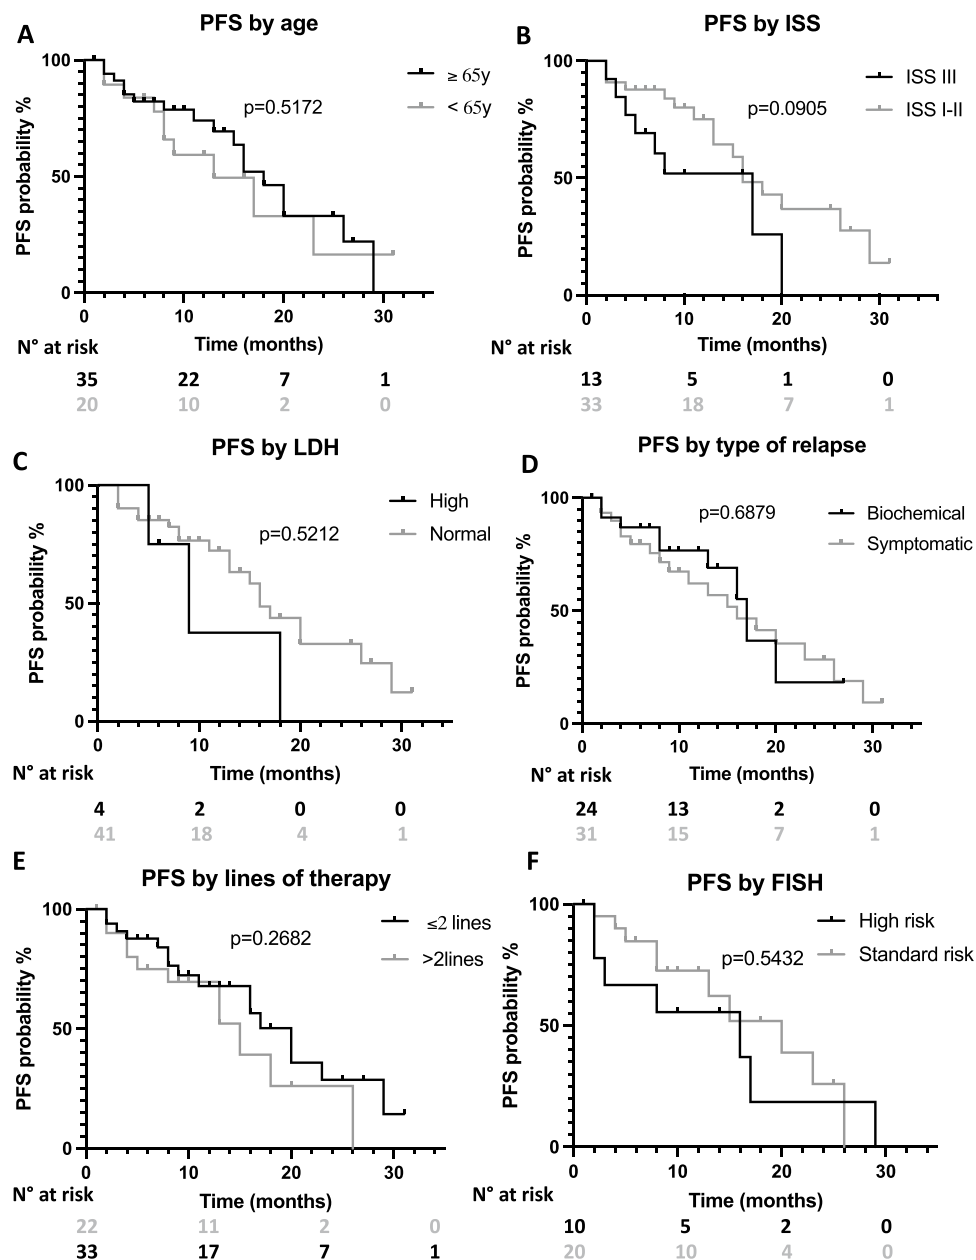 A
PFS by age
PFS probability %
100
50
0
≥ 65y
< 65y
p=0.5172
0 10 20 30
Time (months)
N° at risk
35 22 7 1
20 10 2 0
B
PFS by ISS
PFS probability %
100
50
0
ISS III
ISS I-II
p=0.0905
0 10 20 30
Time (months)
N° at risk
13 5 1 0
33 18 7 1
C
PFS by LDH
PFS probability %
100
50
0
High
Normal
p=0.5212
0 10 20 30
Time (months)
N° at risk
4 2 0 0
41 18 4 1
D
PFS by type of relapse
PFS probability %
100
50
0
Biochemical
Symptomatic
p=0.6879
0 10 20 30
Time (months)
N° at risk
24 13 2 0
31 15 7 1
E
PFS by lines of therapy
PFS probability %
100
50
0
≤2 lines
>2lines
p=0.2682
0 10 20 30
Time (months)
N° at risk
22 11 2 0
33 17 7 1
F
PFS by FISH
PFS probability %
100
50
0
High risk
Standard risk
p=0.5432
0 10 20 30
Time (months)
N° at risk
10 5 2 0
20 10 4 0